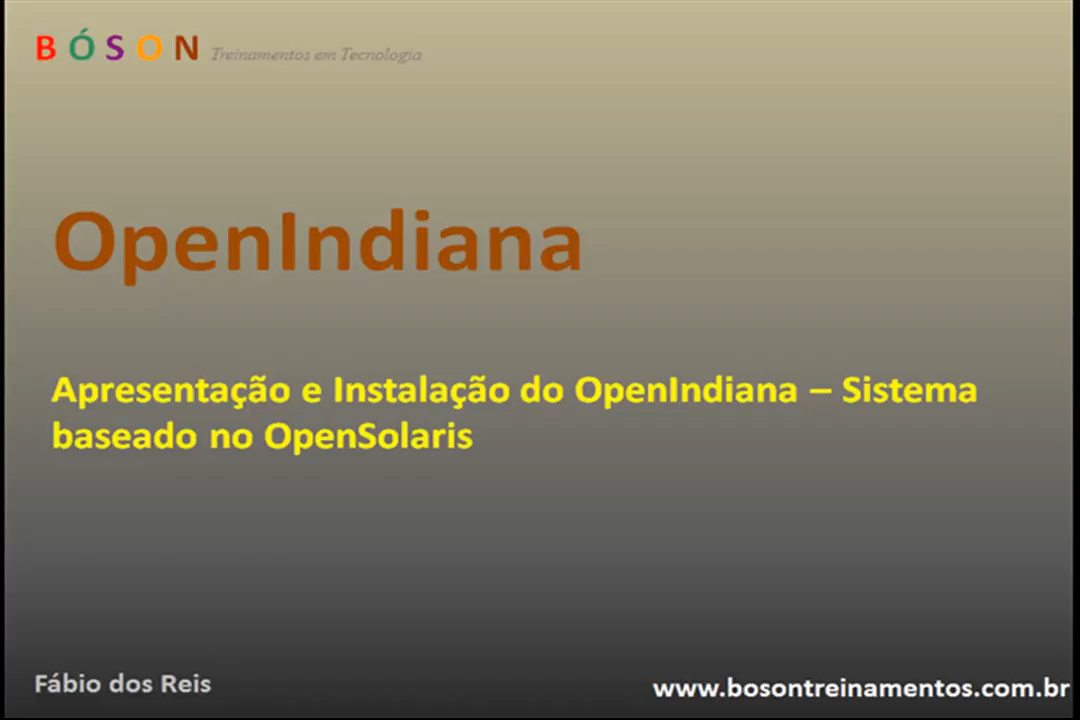 BÓSON Treinamentos em Tecnologia
OpenIndiana
Apresentação e Instalação do OpenIndiana – Sistema
baseado no OpenSolaris
Fábio dos Reis
www.bosontreinamentos.com.br